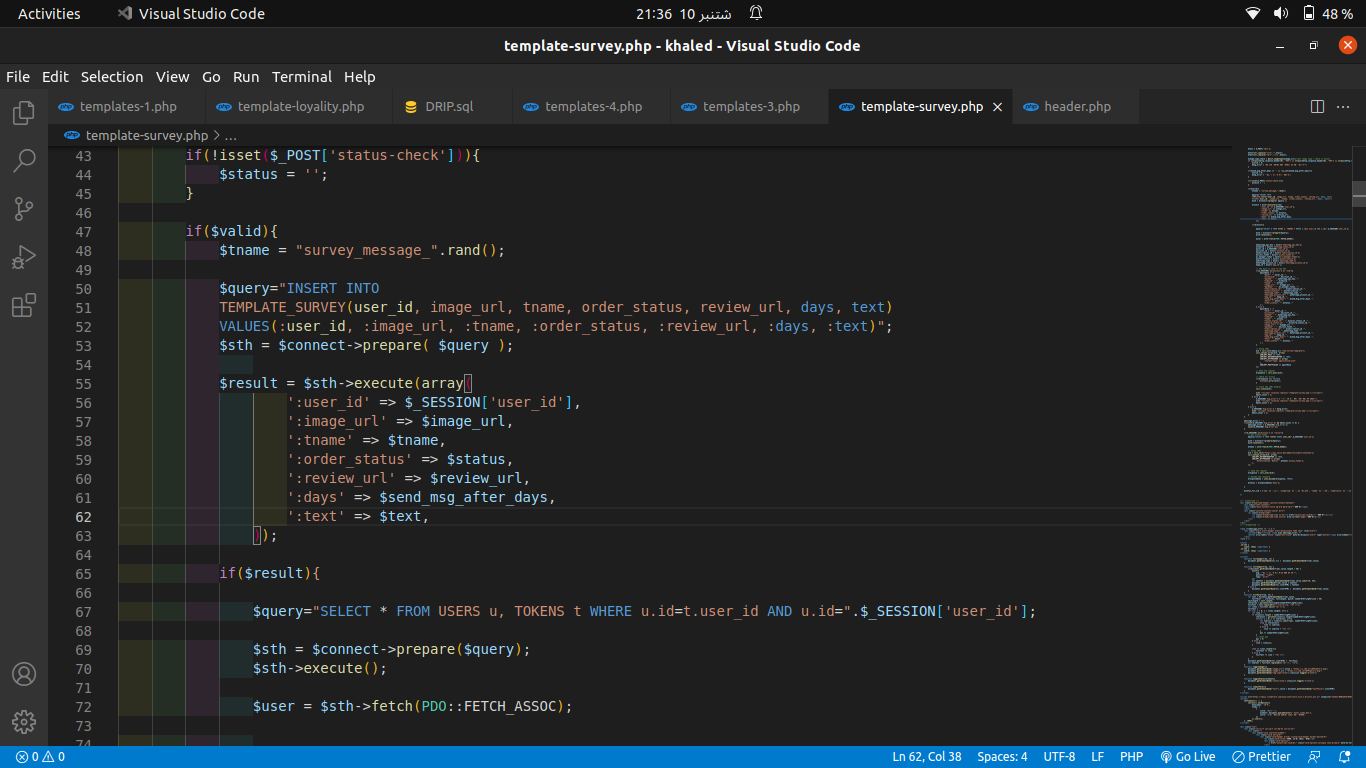 Activities Visual Studio Code 21:36 شتنبر 10 48 %
template-survey.php - khaled - Visual Studio Code
File Edit Selection View Go Run Terminal Help
templates-1.php template-loyality.php DRIP.sql templates-4.php templates-3.php template-survey.php header.php
template-survey.php > ...
43 if(!isset($_POST['status-check'])){
44 $status = '';
45 }
46
47 if($valid){
48 $tname = "survey_message_".rand();
49
50 $query="INSERT INTO
51 TEMPLATE_SURVEY(user_id, image_url, tname, order_status, review_url, days, text)
52 VALUES(:user_id, :image_url, :tname, :order_status, :review_url, :days, :text)";
53 $sth = $connect->prepare( $query );
54
55 $result = $sth->execute(array(
56 ':user_id' => $_SESSION['user_id'],
57 ':image_url' => $image_url,
58 ':tname' => $tname,
59 ':order_status' => $status,
60 ':review_url' => $review_url,
61 ':days' => $send_msg_after_days,
62 ':text' => $text,
63 ));
64
65 if($result){
66
67 $query="SELECT * FROM USERS u, TOKENS t WHERE u.id=t.user_id AND u.id=".$_SESSION['user_id'];
68
69 $sth = $connect->prepare($query);
70 $sth->execute();
71
72 $user = $sth->fetch(PDO::FETCH_ASSOC);
73
74
0 0 Ln 62, Col 38 Spaces: 4 UTF-8 LF PHP Go Live Prettier